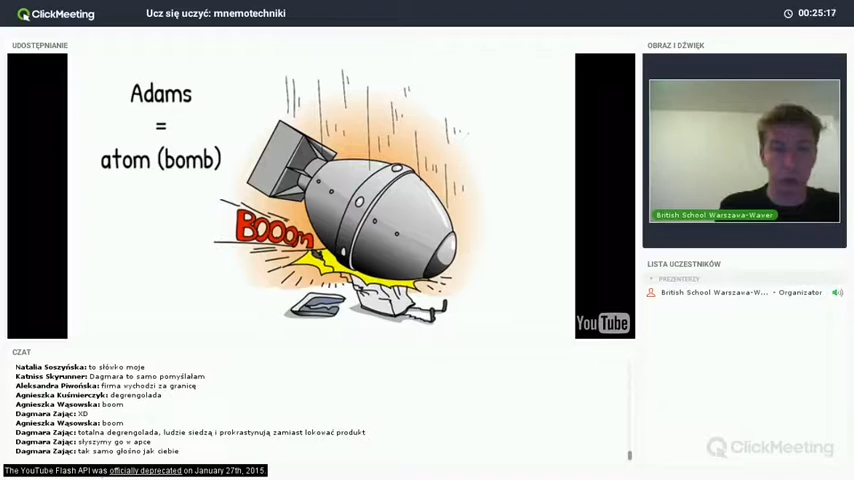 ClickMeeting
Ucz się uczyć: mnemotechniki
00:25:17
UDOSTĘPNIANIE
OBRAZ I DŹWIĘK
Adams
=
atom (bomb)
BOOOM
YouTube
British School Warszawa-Wawer
LISTA UCZESTNIKÓW
PREZENTERZY
British School Warszawa-W... - Organizator
CZAT
Natalia Soszyńska: to słówko moje
Katniss Skyrunner: Dagmara to samo pomyślałam
Aleksandra Piwońska: firma wychodzi za granicę
Agnieszka Kuśmierczyk: degrengolada
Agnieszka Wąsowska: boom
Dagmara Zając: XD
Agnieszka Wąsowska: boom
Dagmara Zając: totalna degrengolada, ludzie siedzą i prokrastynują zamiast lokować produkt
Dagmara Zając: słyszymy go w apce
Dagmara Zając: tak samo głośno jak ciebie
ClickMeeting
The YouTube Flash API was officially deprecated on January 27th, 2015.